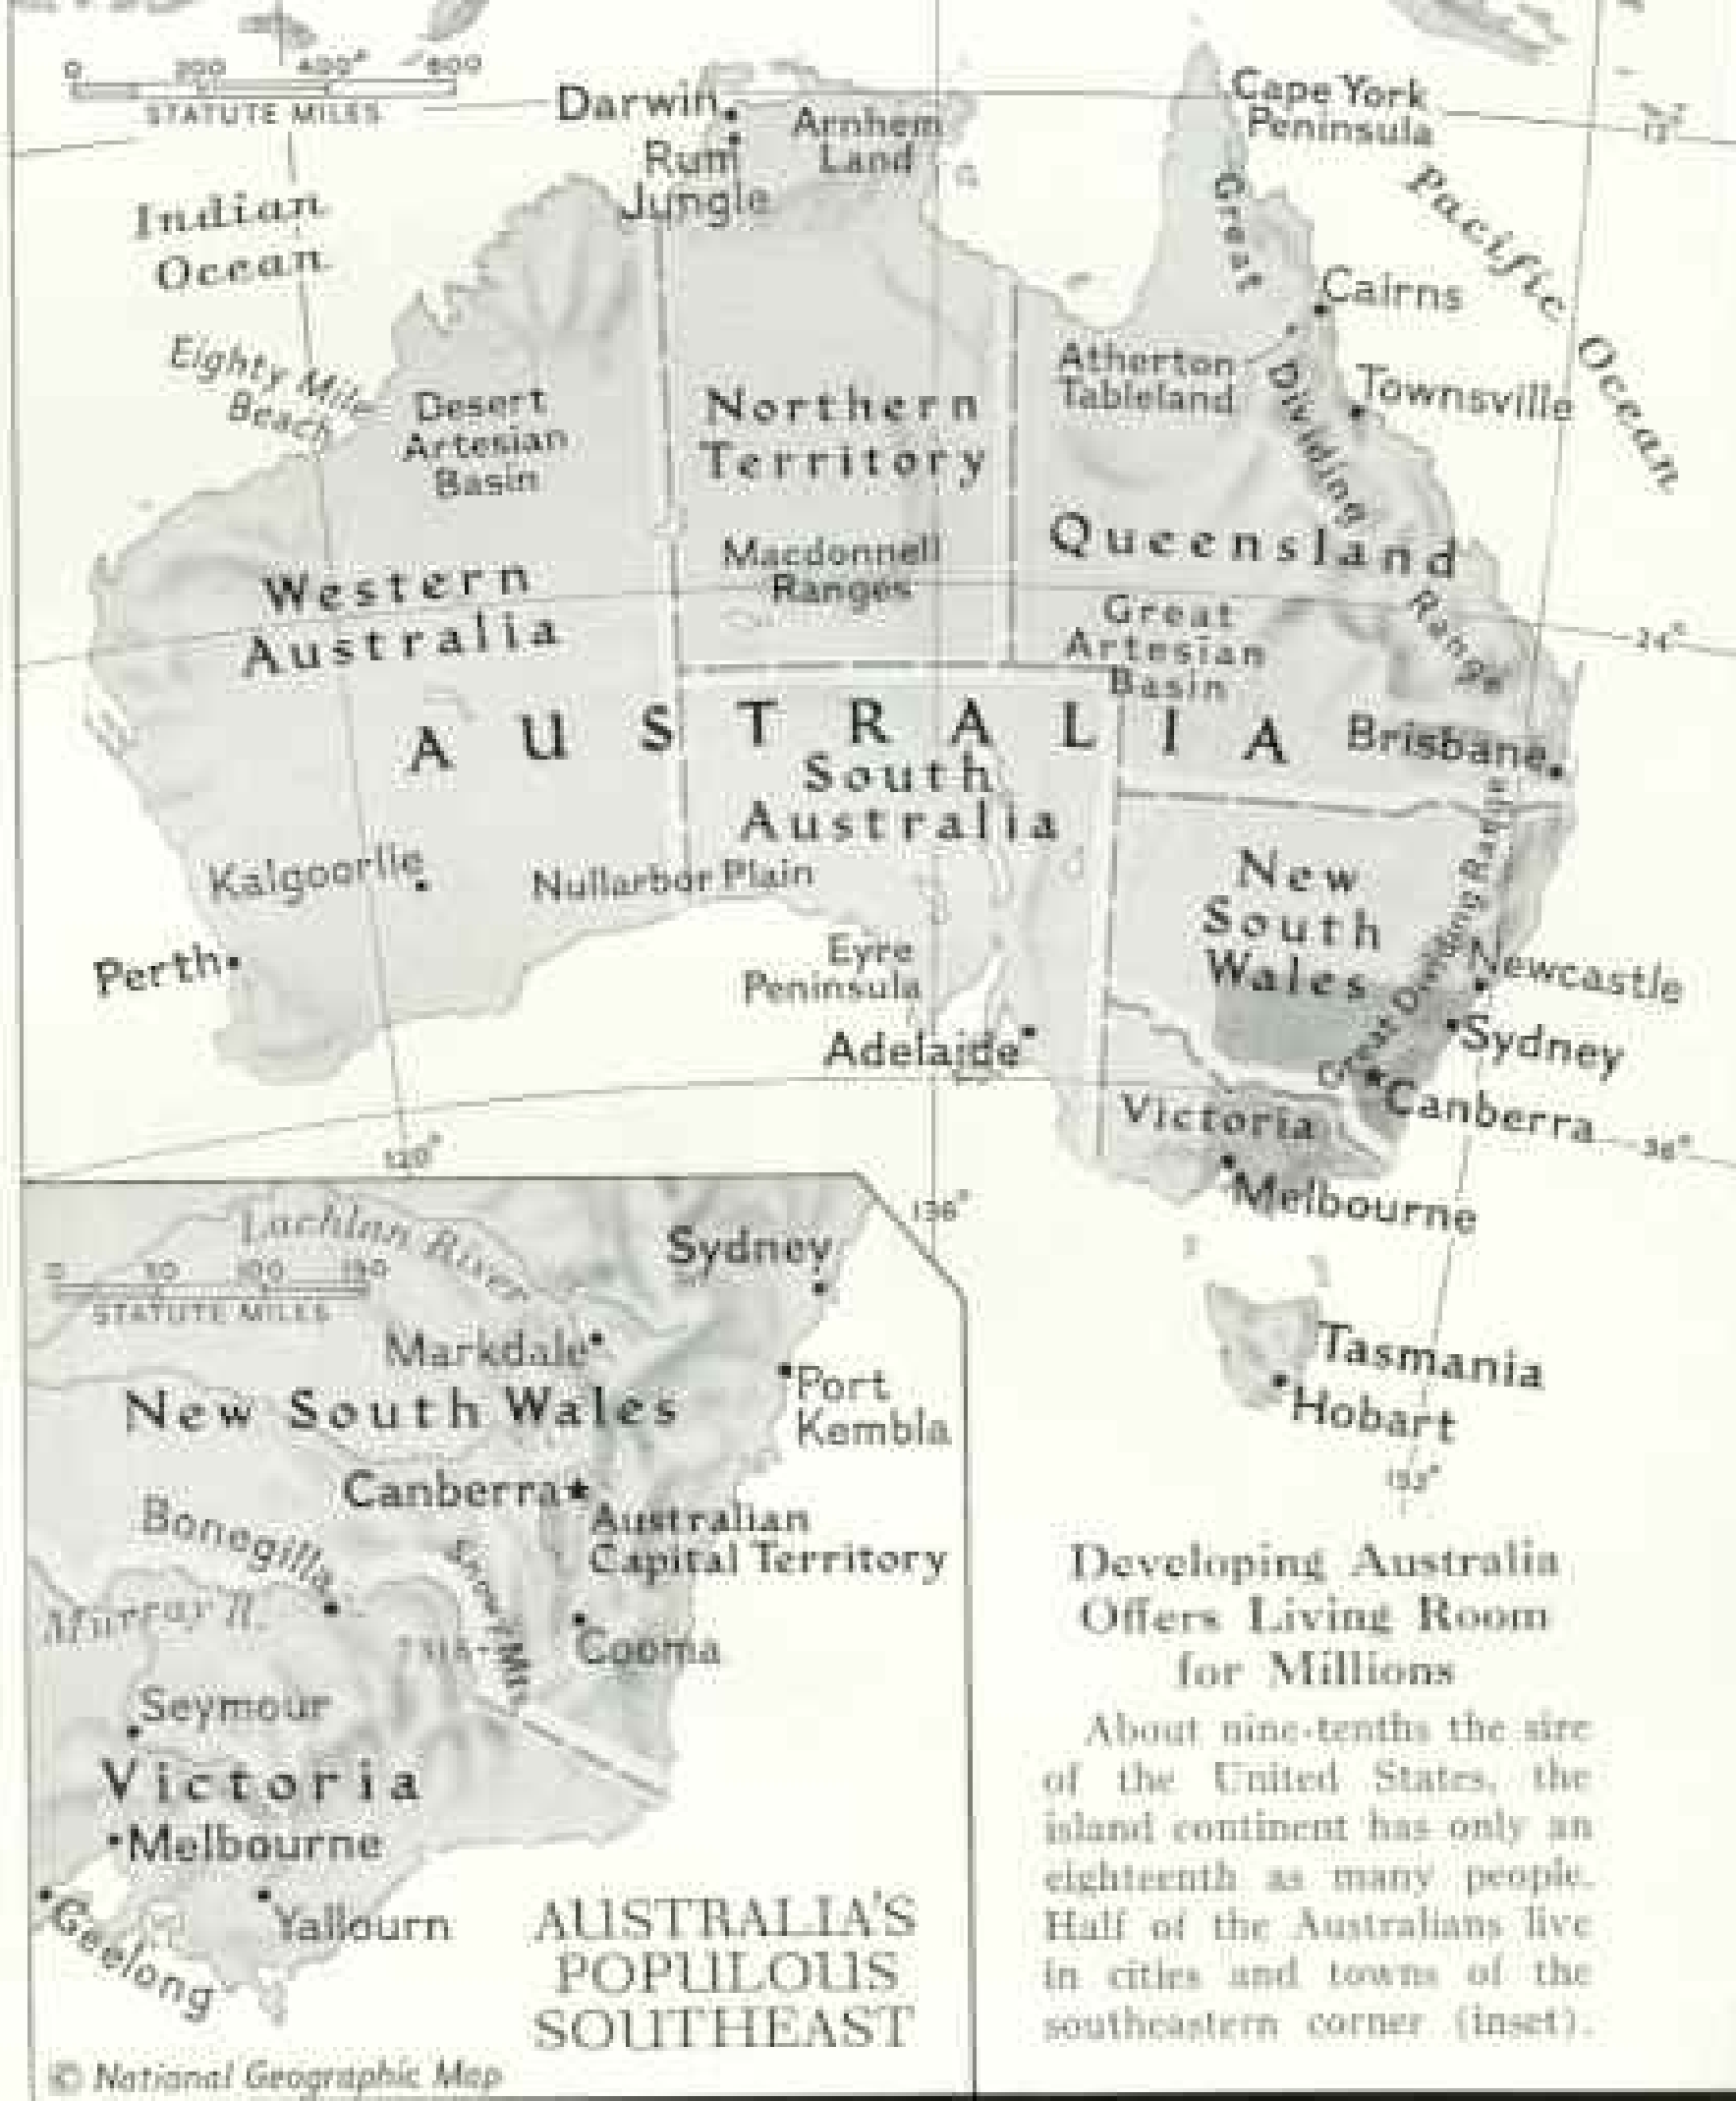 0 200 400 600
STATUTE MILES
Darwin
Rum
Jungle
Arnhem
Land
Cape York
Peninsula
12°
Indian
Ocean
Pacific Ocean
Great Dividing Range
Cairns
Eighty Mile
Beach
Desert
Artesian
Basin
Northern
Territory
Atherton
Tableland
Townsville
Macdonnell
Ranges
Queensland
Western
Australia
Great
Artesian
Basin
24°
AUSTRALIA
South
Australia
Brisbane
Kalgoorlie
Nullarbor Plain
New
South
Wales
Great Dividing Range
Perth
Eyre
Peninsula
Newcastle
Adelaide
Sydney
Canberra
Victoria
36°
120°
136°
Melbourne
Tasmania
Hobart
152°
Lachlan River
0 50 100 150
STATUTE MILES
Sydney
Markdale
Port
Kembla
New South Wales
Canberra
Australian
Capital Territory
Bonegilla
Snowy Mts.
Murray R.
Cooma
Seymour
Victoria
Melbourne
Geelong
Yallourn
AUSTRALIA'S
POPULOUS
SOUTHEAST
© National Geographic Map
Developing Australia
Offers Living Room
for Millions
About nine-tenths the size
of the United States, the
island continent has only an
eighteenth as many people.
Half of the Australians live
in cities and towns of the
southeastern corner (inset).